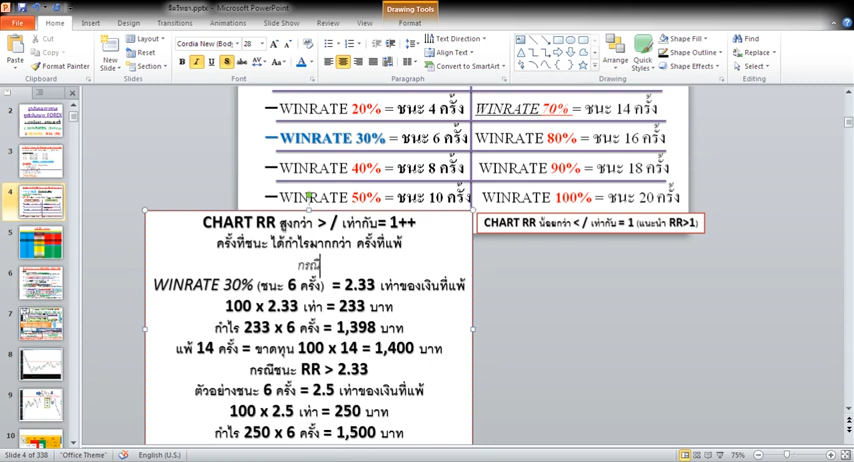 จิตวิทยา.pptx - Microsoft PowerPoint
Drawing Tools
File
Home
Insert
Design
Transitions
Animations
Slide Show
Review
View
Format
Paste
Cut
Copy
Format Painter
Clipboard
New Slide
Layout
Reset
Section
Slides
Cordia New (Body)
28
Font
Paragraph
Text Direction
Align Text
Convert to SmartArt
Arrange
Quick Styles
Shape Fill
Shape Outline
Shape Effects
Drawing
Find
Replace
Select
Editing
2
3
4
5
6
7
8
9
10
WINRATE 20% = ชนะ 4 ครั้ง
WINRATE 70% = ชนะ 14 ครั้ง
WINRATE 30% = ชนะ 6 ครั้ง
WINRATE 80% = ชนะ 16 ครั้ง
WINRATE 40% = ชนะ 8 ครั้ง
WINRATE 90% = ชนะ 18 ครั้ง
WINRATE 50% = ชนะ 10 ครั้ง
WINRATE 100% = ชนะ 20 ครั้ง
CHART RR สูงกว่า > / เท่ากับ= 1++
CHART RR น้อยกว่า < / เท่ากับ = 1 (แนะนำ RR>1)
ครั้งที่ชนะ ได้กำไรมากกว่า ครั้งที่แพ้
กรณี
WINRATE 30% (ชนะ 6 ครั้ง) = 2.33 เท่าของเงินที่แพ้
100 x 2.33 เท่า = 233 บาท
กำไร 233 x 6 ครั้ง = 1,398 บาท
แพ้ 14 ครั้ง = ขาดทุน 100 x 14 = 1,400 บาท
กรณีชนะ RR > 2.33
ตัวอย่างชนะ 6 ครั้ง = 2.5 เท่าของเงินที่แพ้
100 x 2.5 เท่า = 250 บาท
กำไร 250 x 6 ครั้ง = 1,500 บาท
Slide 4 of 338
"Office Theme"
English (U.S.)
75%